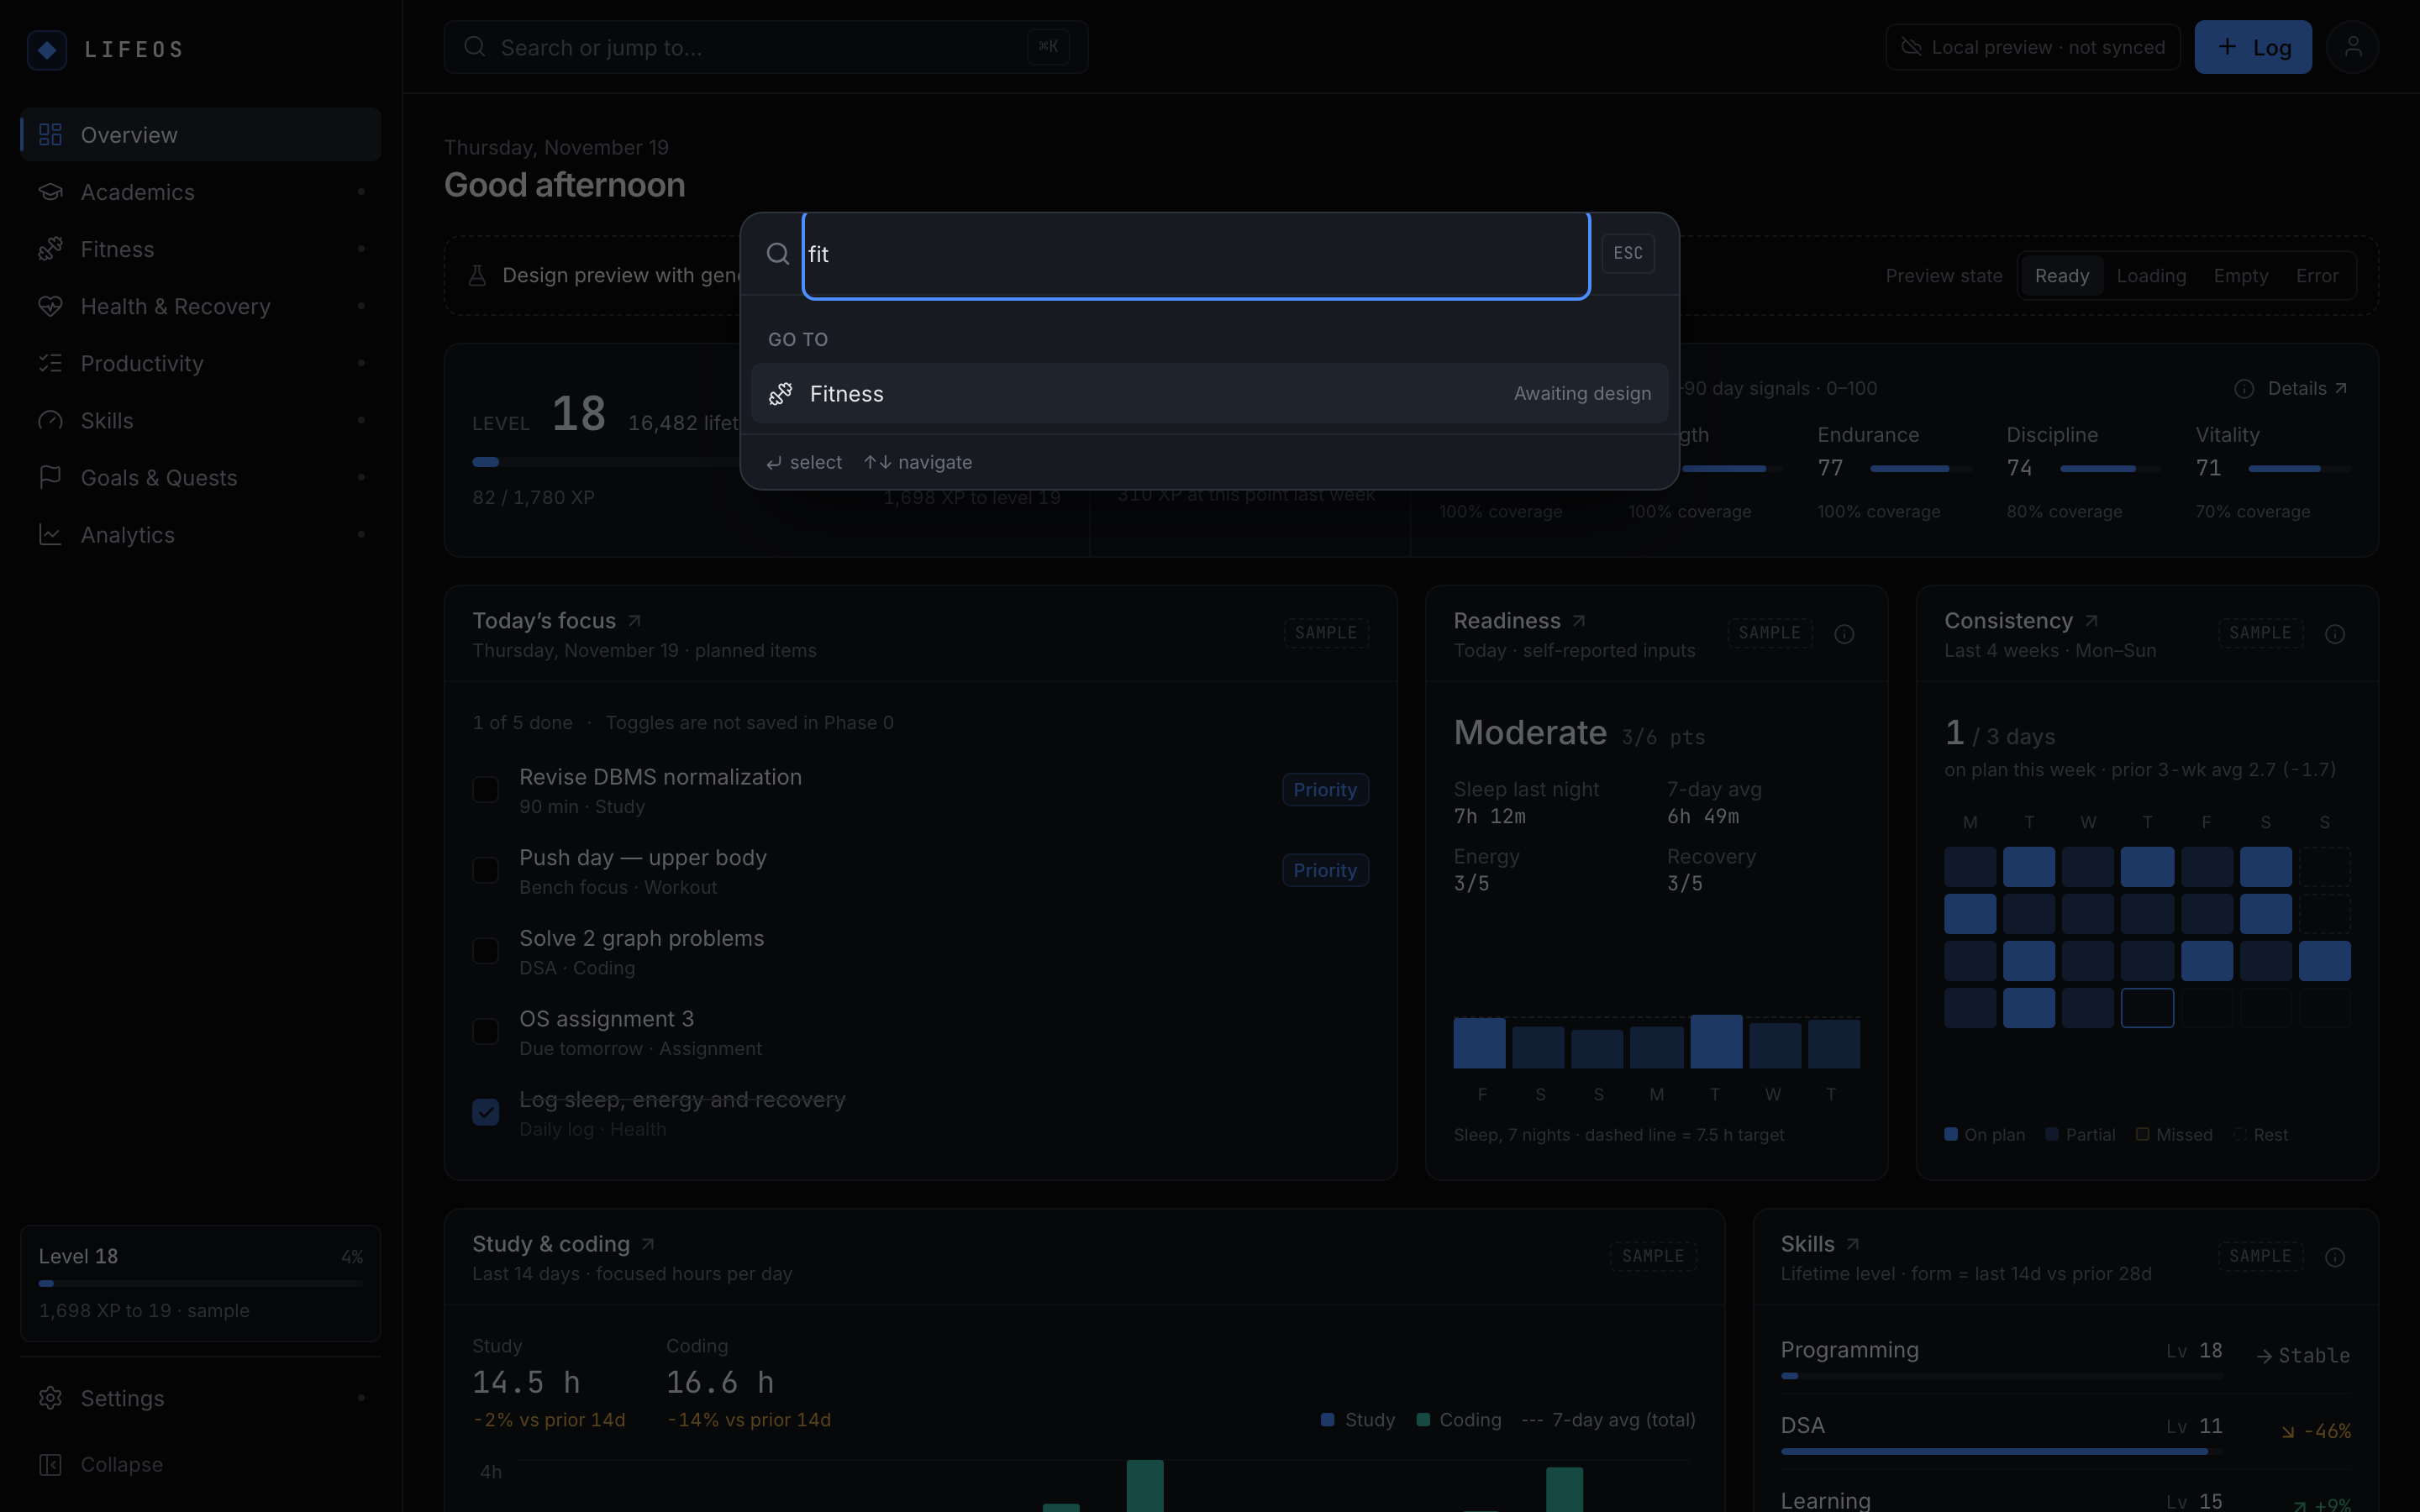 LIFEOS
Search or jump to...
⌘K
Local preview · not synced
+ Log
Overview
Academics
Fitness
Health & Recovery
Productivity
Skills
Goals & Quests
Analytics
Thursday, November 19
Good afternoon
Design preview with gen
Preview state
Ready
Loading
Empty
Error
fit
ESC
GO TO
Fitness
Awaiting design
select
navigate
LEVEL 18 16,482 lifet
82 / 1,780 XP
1,698 XP to level 19
310 XP at this point last week
90 day signals · 0–100
Details
gth
Endurance
Discipline
Vitality
77
74
71
100% coverage
100% coverage
100% coverage
80% coverage
70% coverage
Today’s focus
Thursday, November 19 · planned items
SAMPLE
1 of 5 done · Toggles are not saved in Phase 0
Revise DBMS normalization
90 min · Study
Priority
Push day — upper body
Bench focus · Workout
Priority
Solve 2 graph problems
DSA · Coding
OS assignment 3
Due tomorrow · Assignment
Log sleep, energy and recovery
Daily log · Health
Readiness
Today · self-reported inputs
SAMPLE
Moderate 3/6 pts
Sleep last night
7h 12m
7-day avg
6h 49m
Energy
3/5
Recovery
3/5
F S S M T W T
Sleep, 7 nights · dashed line = 7.5 h target
Consistency
Last 4 weeks · Mon–Sun
SAMPLE
1 / 3 days
on plan this week · prior 3-wk avg 2.7 (-1.7)
M T W T F S S
On plan
Partial
Missed
Rest
Study & coding
Last 14 days · focused hours per day
SAMPLE
Study
14.5 h
-2% vs prior 14d
Coding
16.6 h
-14% vs prior 14d
Study
Coding
7-day avg (total)
4h
Skills
Lifetime level · form = last 14d vs prior 28d
SAMPLE
Programming
Lv 18
Stable
DSA
Lv 11
-46%
Learning
Lv 15
+9%
Level 18
4%
1,698 XP to 19 · sample
Settings
Collapse